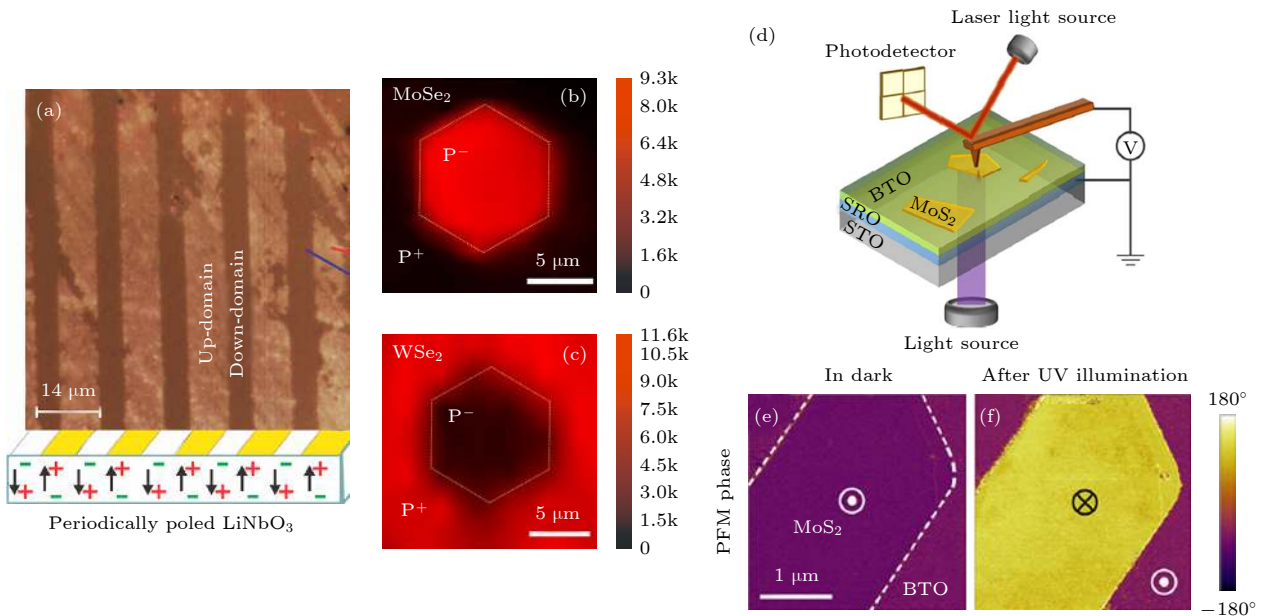 (a)
Up-domain
Down-domain
14 μm
− + − + − + − + − +
+ − + − + − + − + −
Periodically poled LiNbO₃
MoSe₂
(b)
P⁻
P⁺
5 μm
9.3k
8.0k
6.4k
4.8k
3.2k
1.6k
0
WSe₂
(c)
P⁻
P⁺
5 μm
11.6k
10.5k
9.0k
7.5k
6.0k
4.5k
3.0k
1.5k
0
(d)
Laser light source
Photodetector
V
BTO
SRO
STO
MoS₂
Light source
In dark
After UV illumination
PFM phase
(e)
MoS₂
BTO
1 μm
(f)
180°
−180°